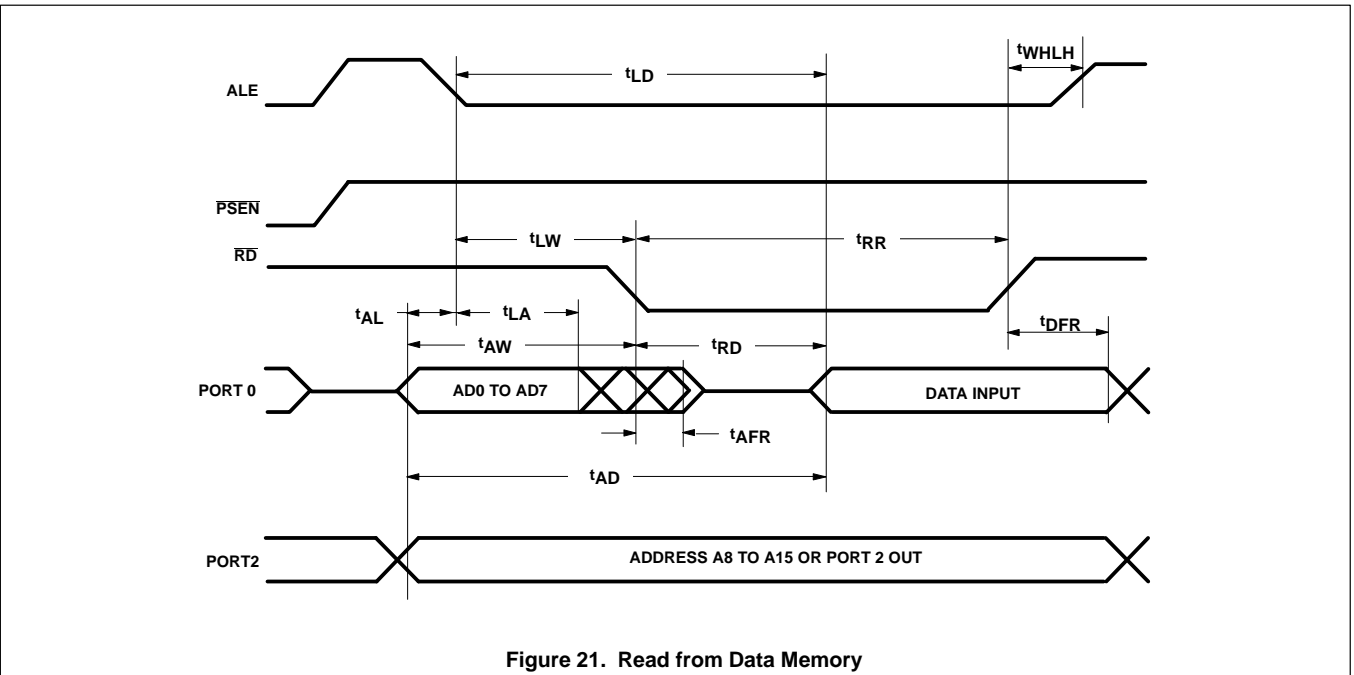 tWHLH
tLD
ALE
PSEN
tLW
tRR
RD
tAL
tLA
tDFR
tAW
tRD
PORT 0
AD0 TO AD7
DATA INPUT
tAFR
tAD
PORT2
ADDRESS A8 TO A15 OR PORT 2 OUT
Figure 21. Read from Data Memory